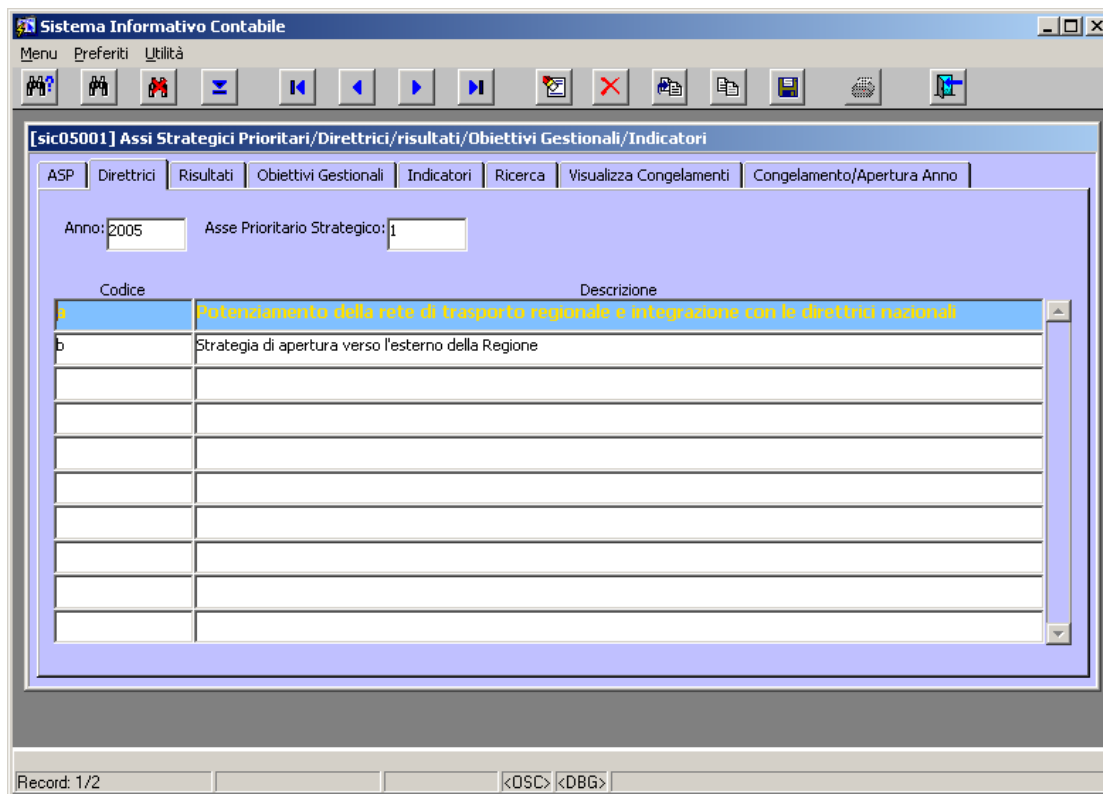 Sistema Informativo Contabile
Menu Preferiti Utilità
[sic05001] Assi Strategici Prioritari/Direttrici/risultati/Obiettivi Gestionali/Indicatori
ASP Direttrici Risultati Obiettivi Gestionali Indicatori Ricerca Visualizza Congelamenti Congelamento/Apertura Anno
Anno: 2005 Asse Prioritario Strategico: 1
Codice Descrizione
a Potenziamento della rete di trasporto regionale e integrazione con le direttrici nazionali
b Strategia di apertura verso l'esterno della Regione
Record: 1/2 <OSC> <DBG>